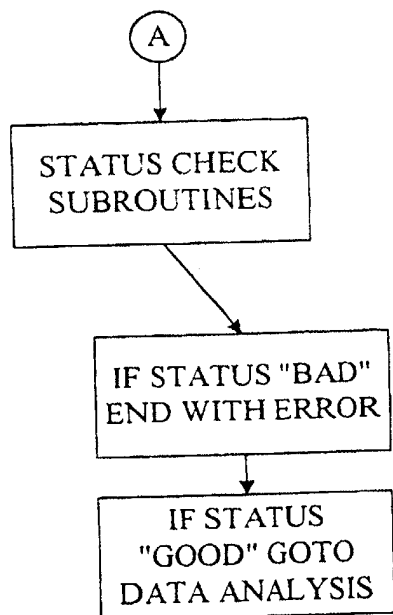 A
STATUS CHECK
SUBROUTINES
IF STATUS "BAD"
END WITH ERROR
IF STATUS
"GOOD" GOTO
DATA ANALYSIS